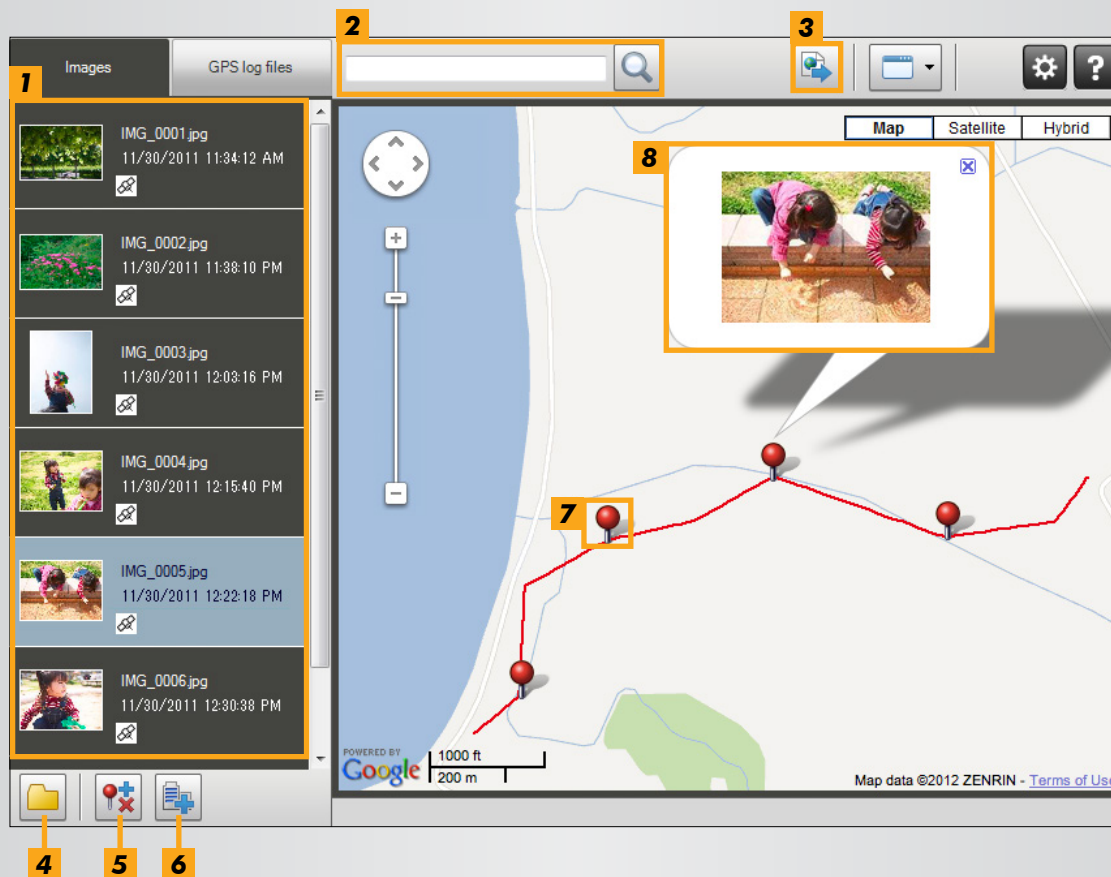 2
3
Images
GPS log files
?
1
Map
Satellite
Hybrid
8
IMG_0001.jpg
11/30/2011 11:34:12 AM
IMG_0002.jpg
11/30/2011 11:38:10 PM
IMG_0003.jpg
11/30/2011 12:03:16 PM
IMG_0004.jpg
11/30/2011 12:15:40 PM
7
IMG_0005.jpg
11/30/2011 12:22:18 PM
IMG_0006.jpg
11/30/2011 12:30:38 PM
POWERED BY
Google
1000 ft
200 m
Map data ©2012 ZENRIN - Terms of Use
4
5
6